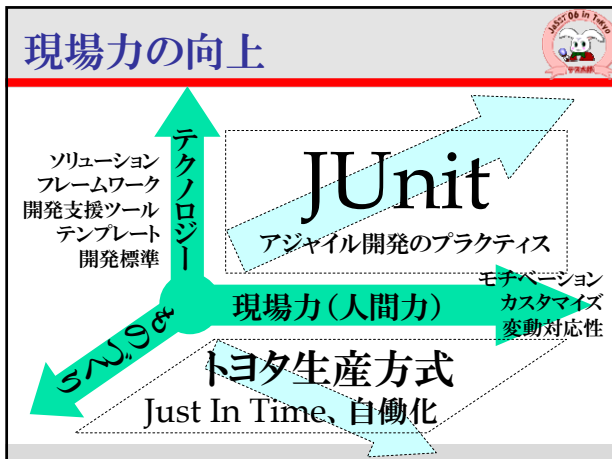 現場力の向上
JaSST'06 in Tokyo
テクノロジー
ソリューション
フレームワーク
開発支援ツール
テンプレート
開発標準
JUnit
アジャイル開発のプラクティス
モチベーション
カスタマイズ
変動対応性
現場力(人間力)
ものづくり
トヨタ生産方式
Just In Time、自働化